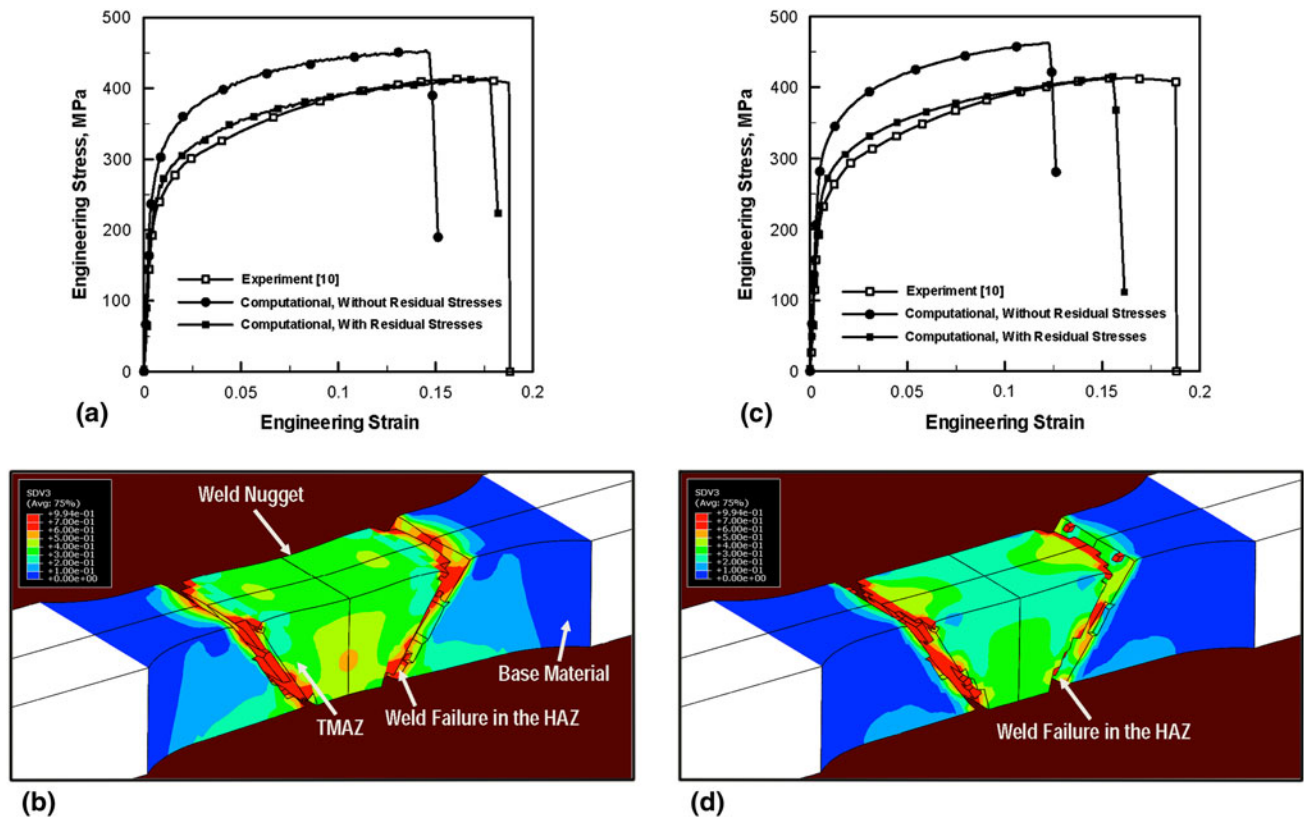 500
400
300
200
100
0
Engineering Stress, MPa
Experiment [10]
Computational, Without Residual Stresses
Computational, With Residual Stresses
0 0.05 0.1 0.15 0.2
Engineering Strain
(a)
500
400
300
200
100
0
Engineering Stress, MPa
Experiment [10]
Computational, Without Residual Stresses
Computational, With Residual Stresses
0 0.05 0.1 0.15 0.2
Engineering Strain
(c)
SDV3
(Avg: 75%)
+9.94e-01
+7.00e-01
+6.00e-01
+5.00e-01
+4.00e-01
+3.00e-01
+2.00e-01
+1.00e-01
+0.00e+00
Weld Nugget
Base Material
TMAZ
Weld Failure in the HAZ
(b)
SDV3
(Avg: 75%)
+9.94e-01
+7.00e-01
+6.00e-01
+5.00e-01
+4.00e-01
+3.00e-01
+2.00e-01
+1.00e-01
+0.00e+00
Weld Failure in the HAZ
(d)